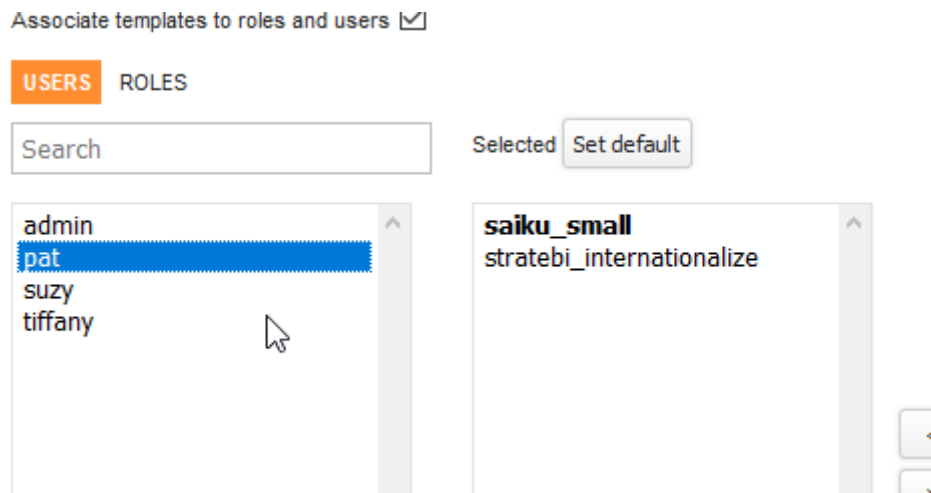 Associate templates to roles and users
USERS ROLES
Search
Selected Set default
admin
pat
suzy
tiffany
saiku_small
stratebi_internationalize